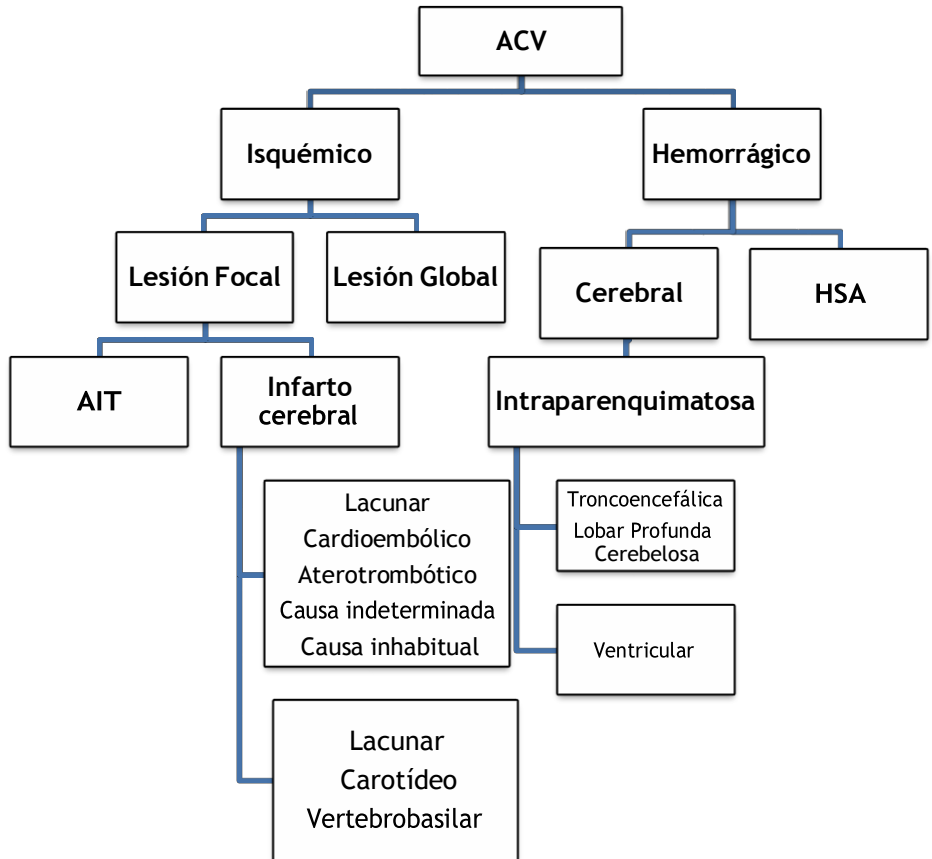 ACV
Isquémico
Hemorrágico
Lesión Focal
Lesión Global
Cerebral
HSA
AIT
Infarto
cerebral
Intraparenquimatosa
Lacunar
Cardioembólico
Aterotrombótico
Causa indeterminada
Causa inhabitual
Troncoencefálica
Lobar Profunda
Cerebelosa
Ventricular
Lacunar
Carotídeo
Vertebrobasilar